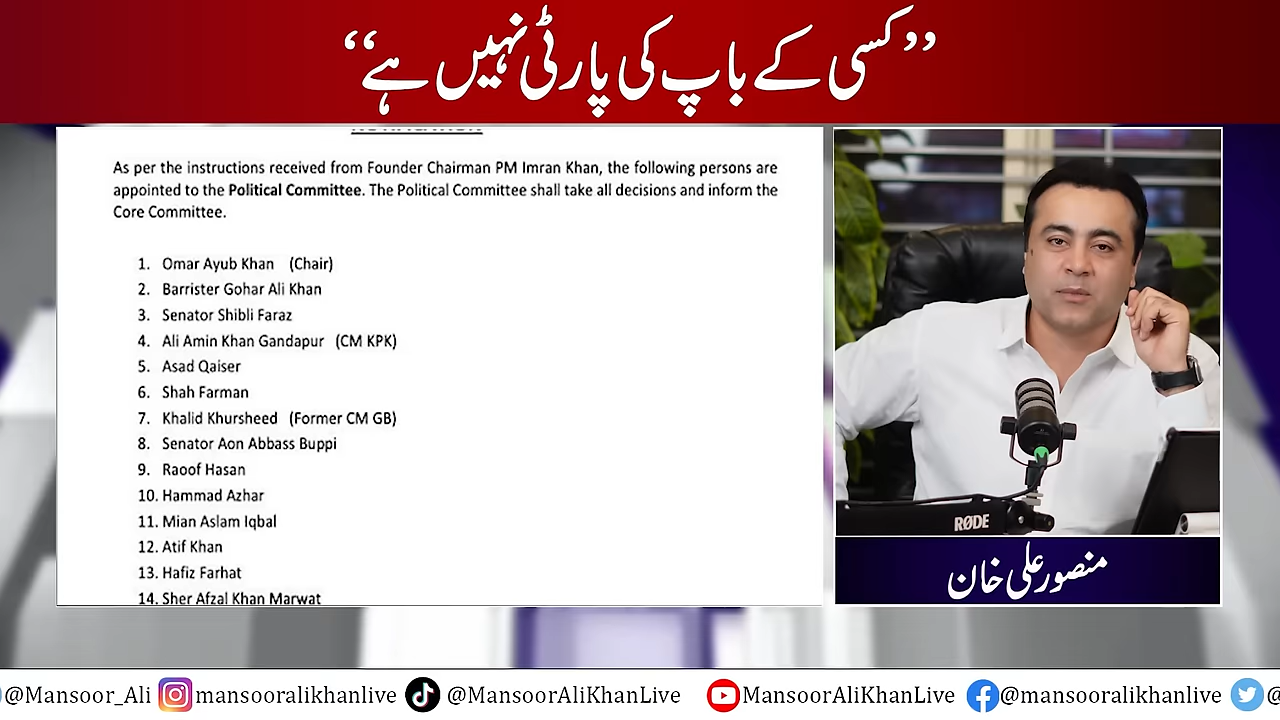 ”کسی کے باپ کی پارٹی نہیں ہے“
As per the instructions received from Founder Chairman PM Imran Khan, the following persons are
appointed to the Political Committee. The Political Committee shall take all decisions and inform the
Core Committee.
1. Omar Ayub Khan (Chair)
2. Barrister Gohar Ali Khan
3. Senator Shibli Faraz
4. Ali Amin Khan Gandapur (CM KPK)
5. Asad Qaiser
6. Shah Farman
7. Khalid Khursheed (Former CM GB)
8. Senator Aon Abbass Buppi
9. Raoof Hasan
10. Hammad Azhar
11. Mian Aslam Iqbal
12. Atif Khan
13. Hafiz Farhat
14. Sher Afzal Khan Marwat
RØDE
منصور علی خان
@Mansoor_Ali mansooralikhanlive @MansoorAliKhanLive MansoorAliKhanLive @mansooralikhanlive @